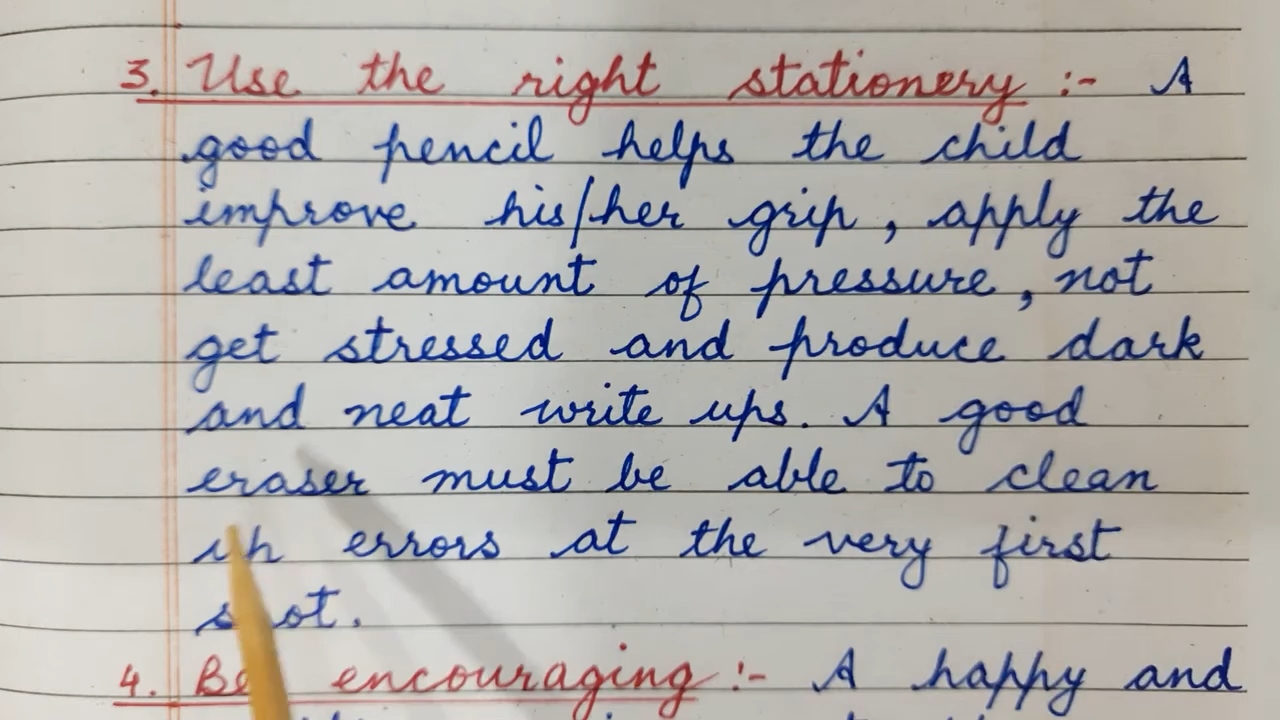 3. Use the right stationery :- A
good pencil helps the child
improve his/her grip, apply the
least amount of pressure, not
get stressed and produce dark
and neat write ups. A good
eraser must be able to clean
errors at the very first
4. Be encouraging :- A happy and